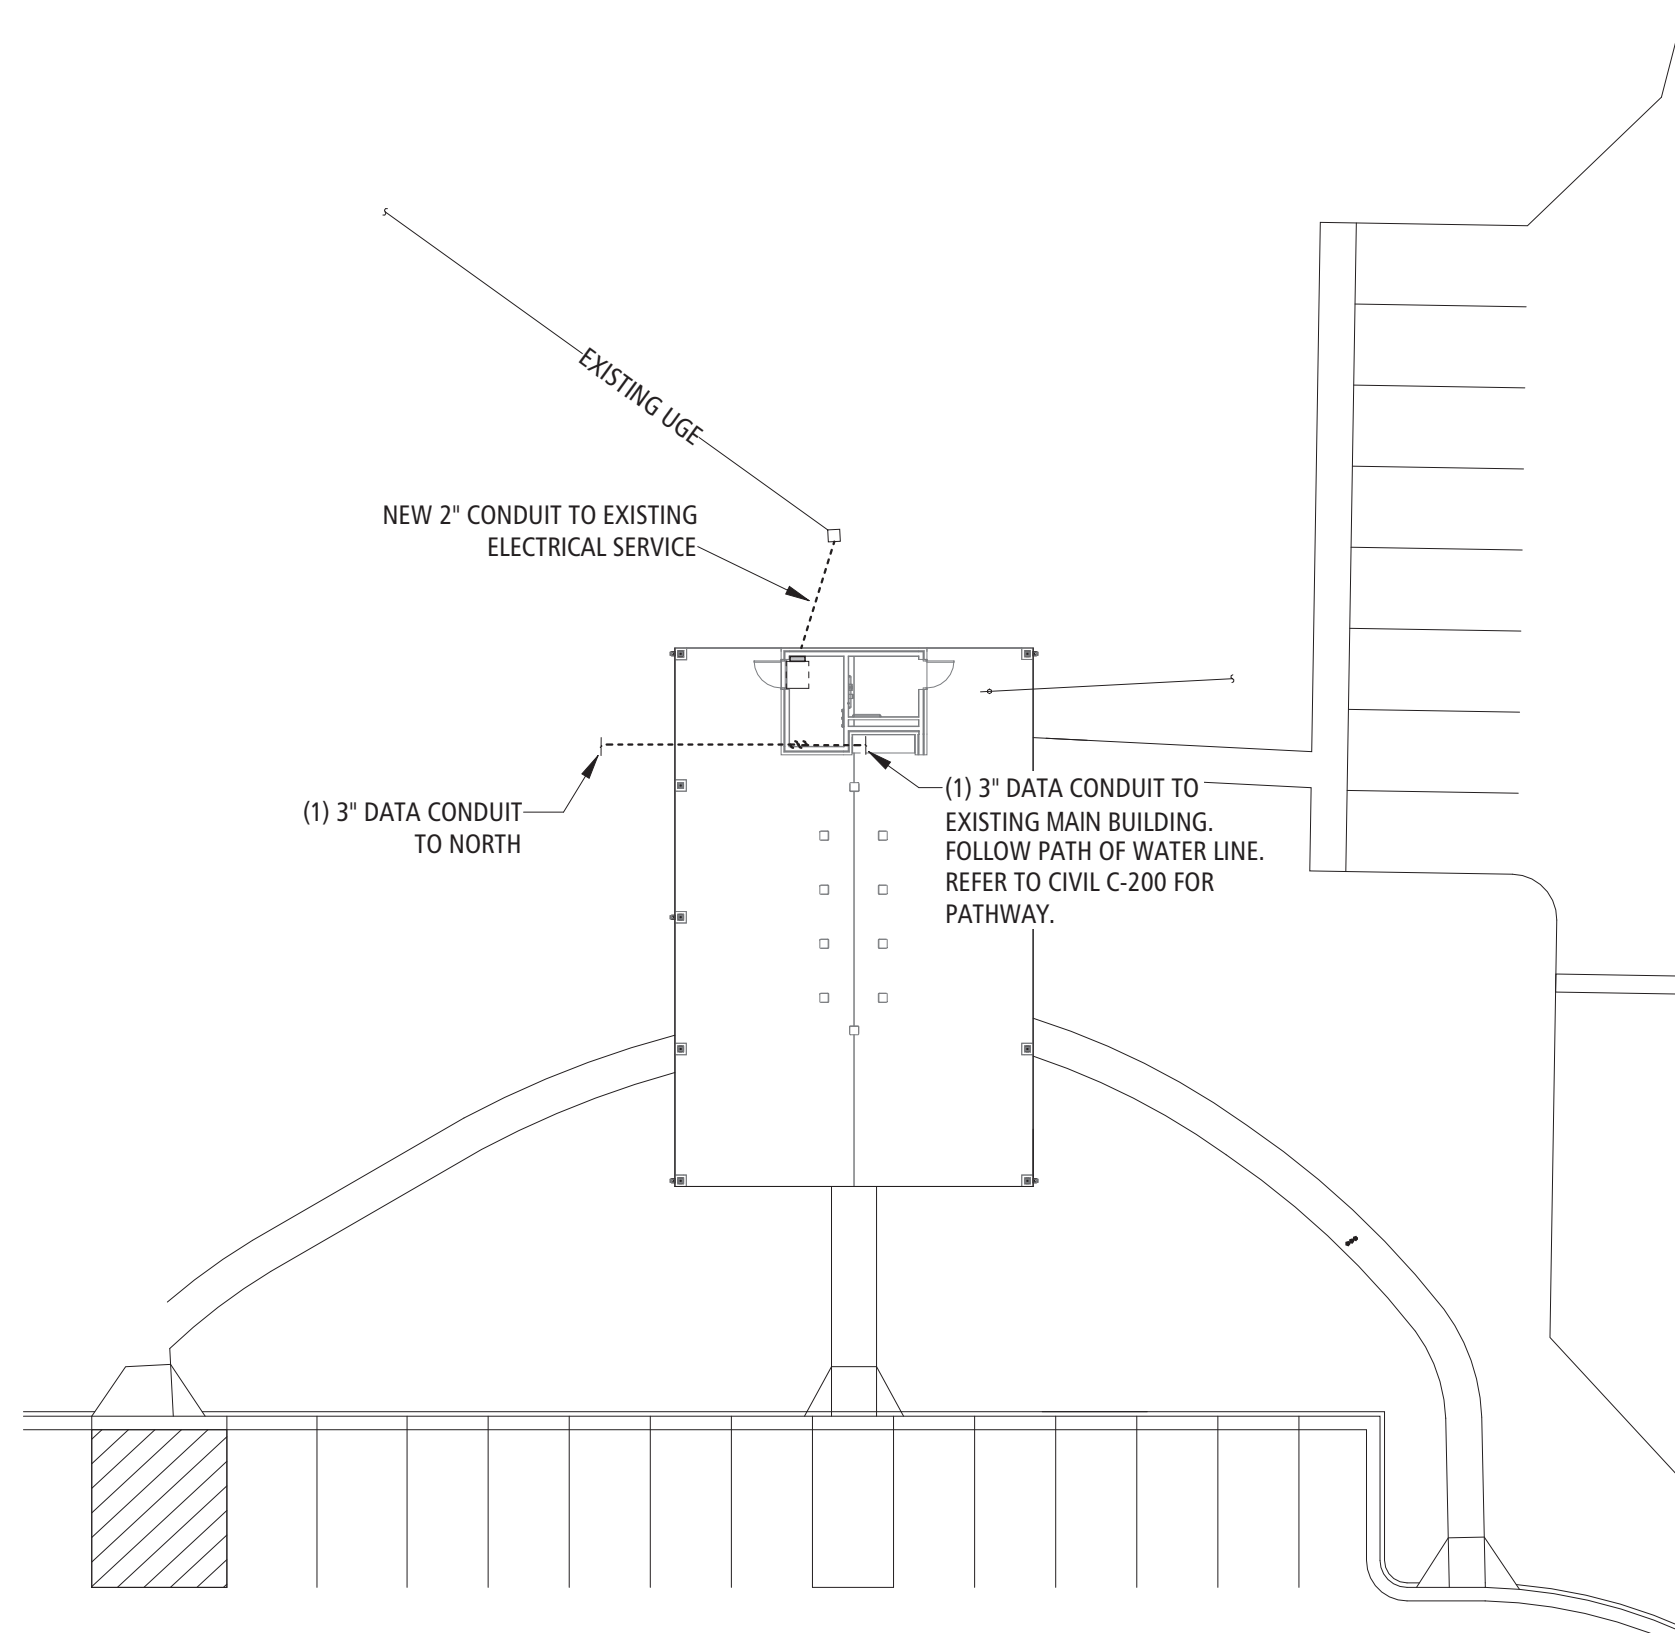 EXISTING UGE
NEW 2" CONDUIT TO EXISTING
ELECTRICAL SERVICE
(1) 3" DATA CONDUIT
TO NORTH
(1) 3" DATA CONDUIT TO
EXISTING MAIN BUILDING.
FOLLOW PATH OF WATER LINE.
REFER TO CIVIL C-200 FOR
PATHWAY.